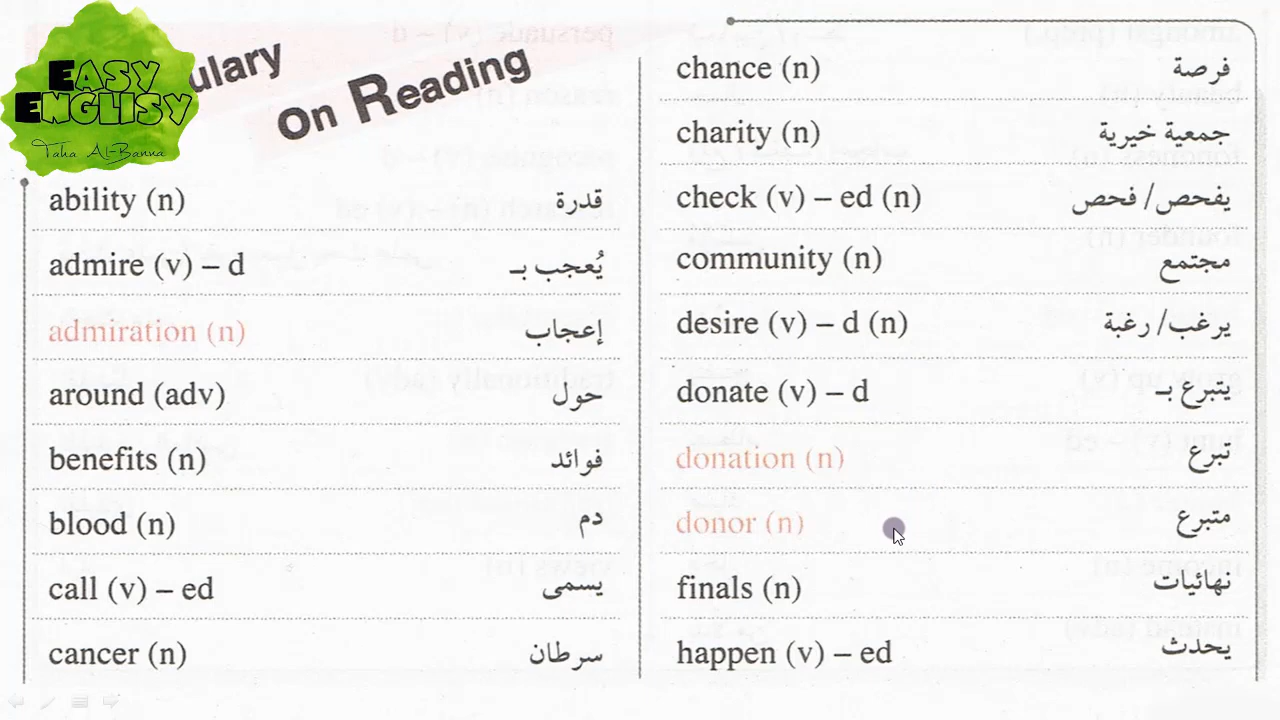 EASY
ENGLISY
Taha Al-Banna
ulary
on Reading
ability (n) قدرة
admire (v) – d يُعجب بـ
admiration (n) إعجاب
around (adv) حول
benefits (n) فوائد
blood (n) دم
call (v) – ed يسمى
cancer (n) سرطان
chance (n) فرصة
charity (n) جمعية خيرية
check (v) – ed (n) يفحص/ فحص
community (n) مجتمع
desire (v) – d (n) يرغب/ رغبة
donate (v) – d يتبرع بـ
donation (n) تبرع
donor (n) متبرع
finals (n) نهائيات
happen (v) – ed يحدث